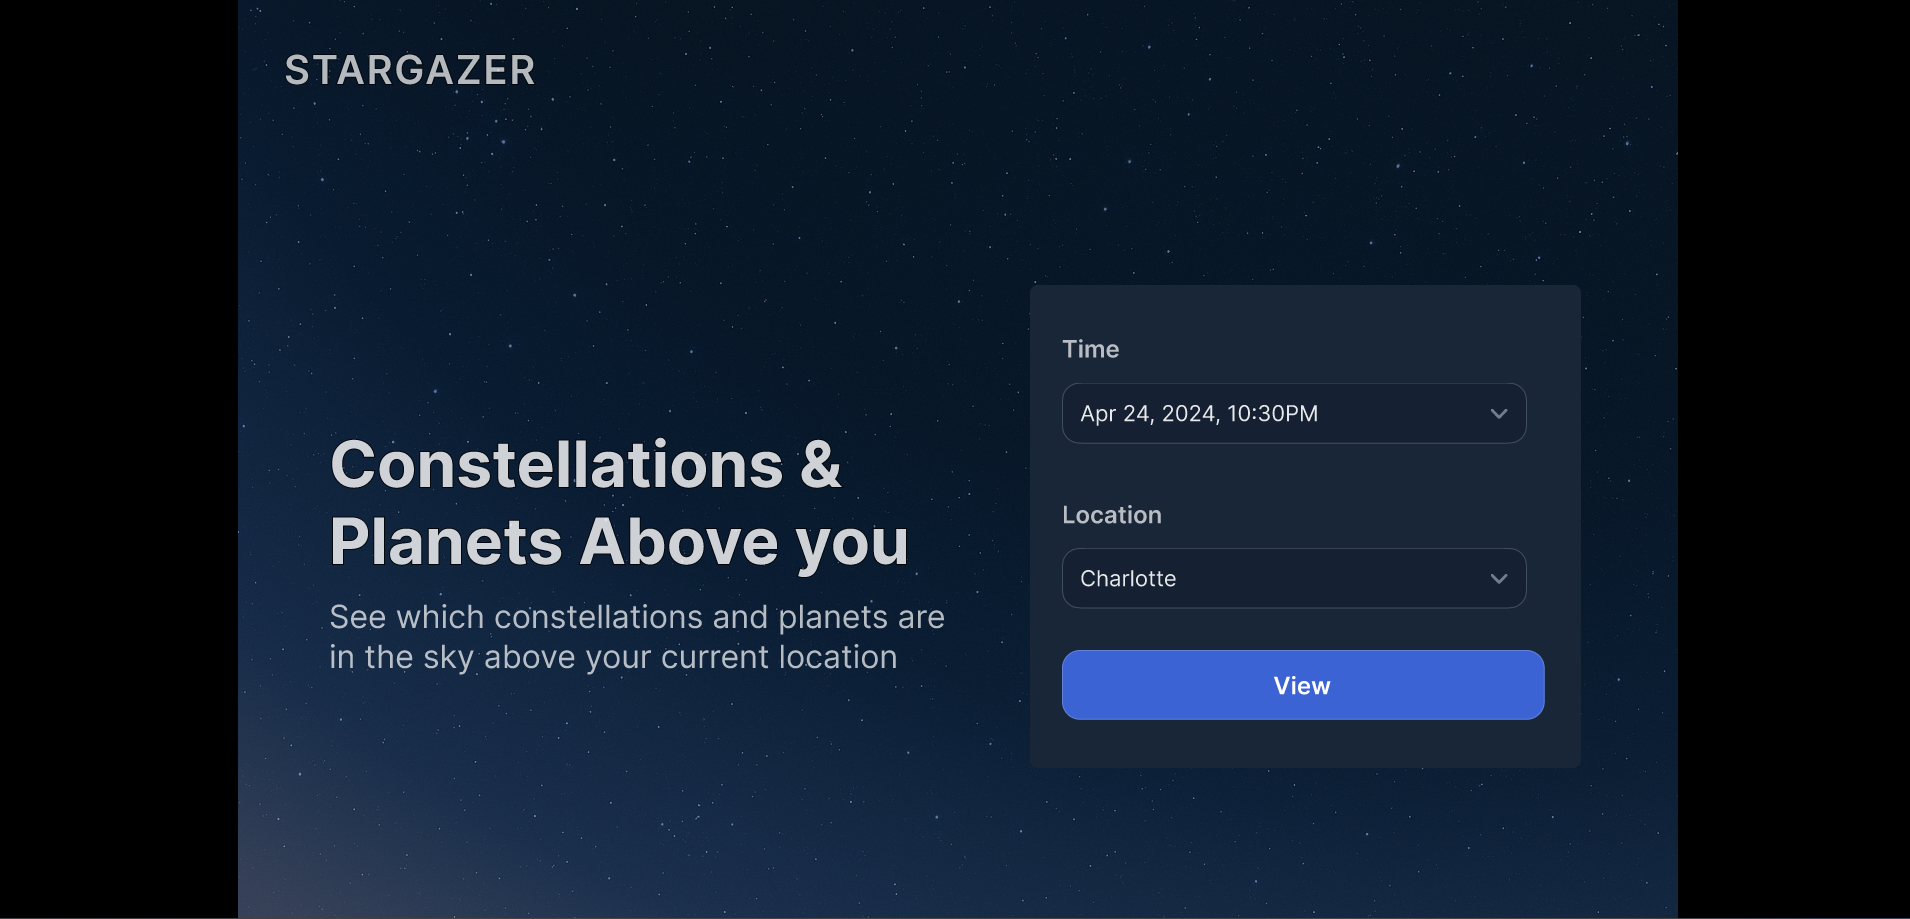 STARGAZER
Constellations &
Planets Above you
See which constellations and planets are
in the sky above your current location
Time
Apr 24, 2024, 10:30PM
Location
Charlotte
View